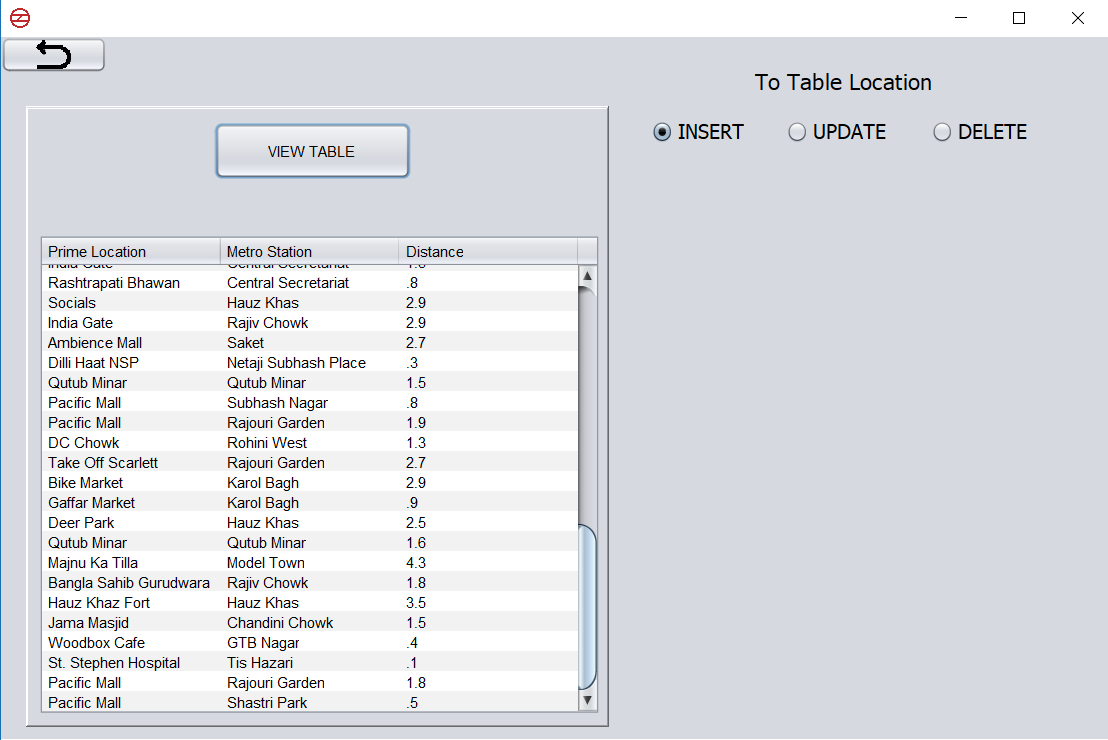 To Table Location
INSERT UPDATE DELETE
VIEW TABLE
Prime Location Metro Station Distance
India Gate Central Secretariat
Rashtrapati Bhawan Central Secretariat .8
Socials Hauz Khas 2.9
India Gate Rajiv Chowk 2.9
Ambience Mall Saket 2.7
Dilli Haat NSP Netaji Subhash Place .3
Qutub Minar Qutub Minar 1.5
Pacific Mall Subhash Nagar .8
Pacific Mall Rajouri Garden 1.9
DC Chowk Rohini West 1.3
Take Off Scarlett Rajouri Garden 2.7
Bike Market Karol Bagh 2.9
Gaffar Market Karol Bagh .9
Deer Park Hauz Khas 2.5
Qutub Minar Qutub Minar 1.6
Majnu Ka Tilla Model Town 4.3
Bangla Sahib Gurudwara Rajiv Chowk 1.8
Hauz Khaz Fort Hauz Khas 3.5
Jama Masjid Chandini Chowk 1.5
Woodbox Cafe GTB Nagar .4
St. Stephen Hospital Tis Hazari .1
Pacific Mall Rajouri Garden 1.8
Pacific Mall Shastri Park .5